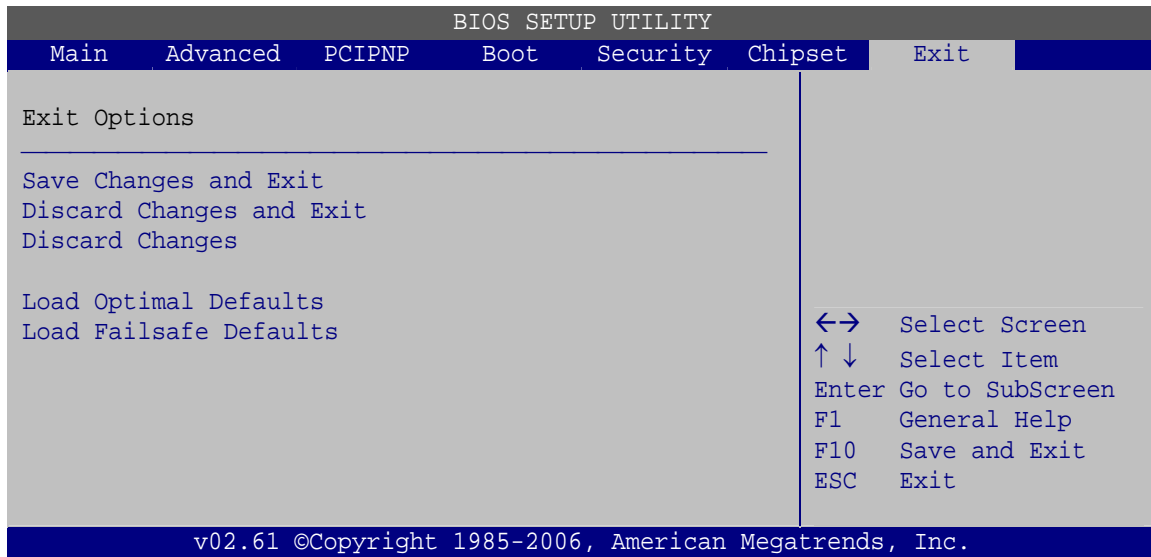 BIOS SETUP UTILITY
Main Advanced PCIPNP Boot Security Chipset Exit
Exit Options
Save Changes and Exit
Discard Changes and Exit
Discard Changes
Load Optimal Defaults
Load Failsafe Defaults
←→ Select Screen
↑ ↓ Select Item
Enter Go to SubScreen
F1 General Help
F10 Save and Exit
ESC Exit
v02.61 ©Copyright 1985-2006, American Megatrends, Inc.